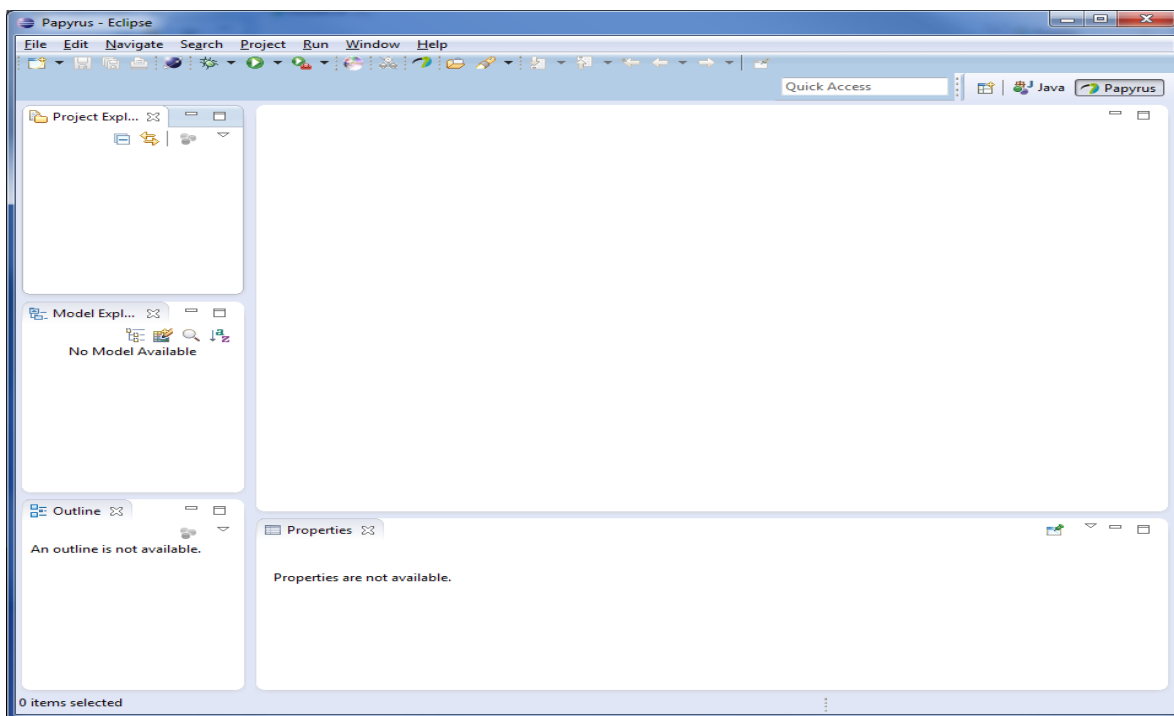 Papyrus - Eclipse
File Edit Navigate Search Project Run Window Help
Quick Access
Java
Papyrus
Project Expl...
Model Expl...
No Model Available
Outline
An outline is not available.
Properties
Properties are not available.
0 items selected